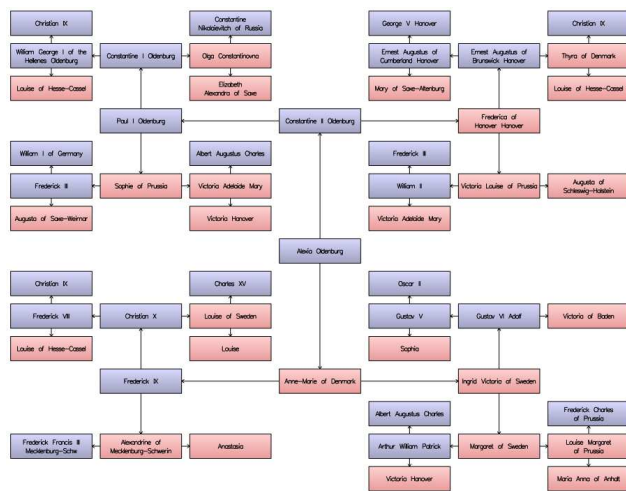 Christian IX
Constantine
Nikolaievitch of Russia
George V Hanover
Christian IX
William George I of the
Hellenes Oldenburg
Constantine I Oldenburg
Olga Constantinovna
Ernest Augustus of
Cumberland Hanover
Ernest Augustus of
Brunswick Hanover
Thyra of Denmark
Louise of Hesse-Cassel
Elizabeth
Alexandra of Saxe
Mary of Saxe-Altenburg
Louise of Hesse-Cassel
Paul I Oldenburg
Constantine II Oldenburg
Frederica of
Hanover Hanover
William I of Germany
Albert Augustus Charles
Frederick III
Frederick III
Sophie of Prussia
Victoria Adelaide Mary
William II
Victoria Louise of Prussia
Augusta of
Schleswig-Holstein
Augusta of Saxe-Weimar
Victoria Hanover
Victoria Adelaide Mary
Alexia Oldenburg
Christian IX
Charles XV
Oscar II
Frederick VIII
Christian X
Louise of Sweden
Gustav V
Gustav VI Adolf
Victoria of Baden
Louise of Hesse-Cassel
Louise
Sophia
Frederick IX
Anne-Marie of Denmark
Ingrid Victoria of Sweden
Albert Augustus Charles
Frederick Charles
of Prussia
Frederick Francis III
Mecklenburg-Schw
Alexandrine of
Mecklenburg-Schwerin
Anastasia
Arthur William Patrick
Margaret of Sweden
Louise Margaret
of Prussia
Victoria Hanover
Maria Anna of Anhalt